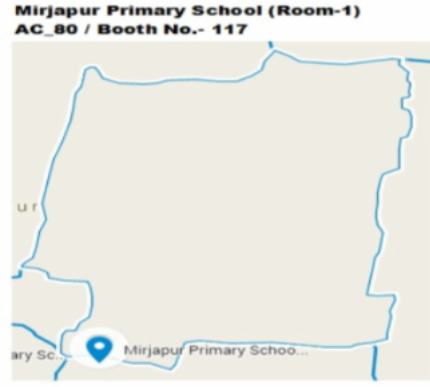 Mirjapur Primary School (Room-1)
AC_80 / Booth No.- 117
ur
ary Sc..
Mirjapur Primary Schoo...